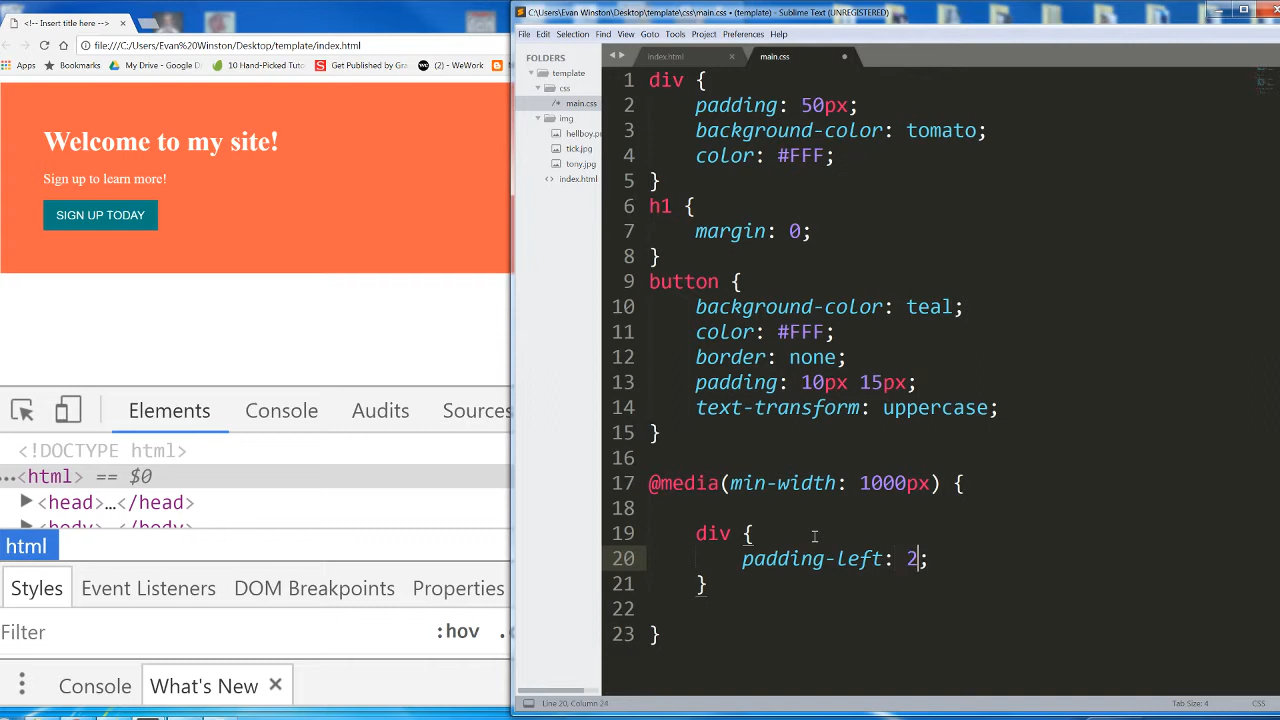 <!-- Insert title here -->
file:///C:/Users/Evan%20Winston/Desktop/template/index.html
Apps Bookmarks My Drive - Google D 10 Hand-Picked Tutor Get Published by Gra (2) - WeWork
Welcome to my site!
Sign up to learn more!
SIGN UP TODAY
Elements Console Audits Sources
<!DOCTYPE html>
...<html> == $0
<head>…</head>
<body>…</body>
html
Styles Event Listeners DOM Breakpoints Properties
Filter :hov .
Console What's New
C:\Users\Evan Winston\Desktop\template\css\main.css • (template) - Sublime Text (UNREGISTERED)
File Edit Selection Find View Goto Tools Project Preferences Help
FOLDERS
template
css
/* main.css
img
hellboy.pr
tick.jpg
tony.jpg
<> index.html
index.html main.css
1 div {
2 padding: 50px;
3 background-color: tomato;
4 color: #FFF;
5 }
6 h1 {
7 margin: 0;
8 }
9 button {
10 background-color: teal;
11 color: #FFF;
12 border: none;
13 padding: 10px 15px;
14 text-transform: uppercase;
15 }
16
17 @media(min-width: 1000px) {
18
19 div {
20 padding-left: 2;
21 }
22
23 }
Line 20, Column 24 Tab Size: 4 CSS